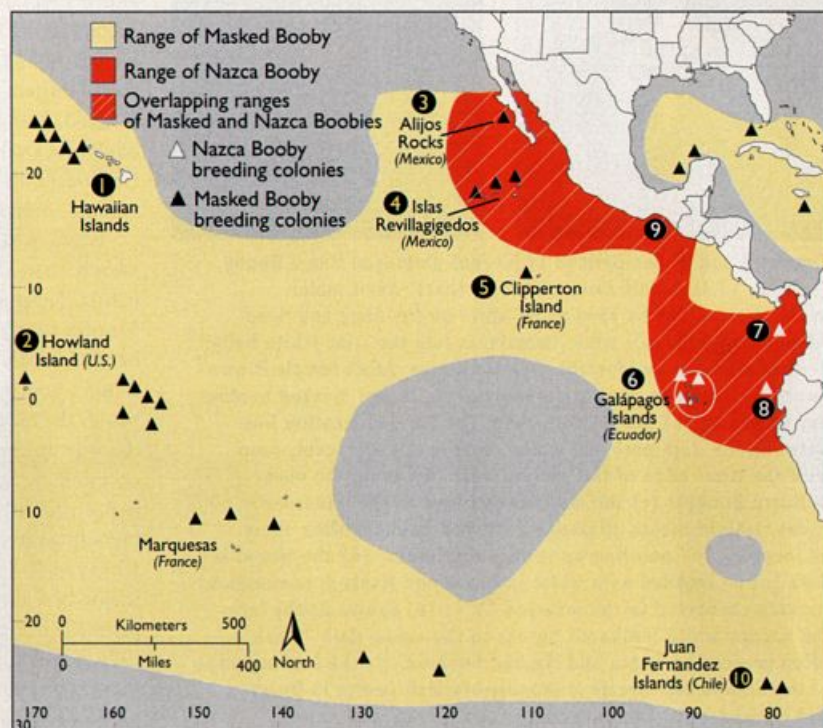 Range of Masked Booby
Range of Nazca Booby
Overlapping ranges
of Masked and Nazca Boobies
Nazca Booby
breeding colonies
Masked Booby
breeding colonies
3
Alijos
Rocks
(Mexico)
20
1
Hawaiian
Islands
4 Islas
Revillagigedos
(Mexico)
9
10
5 Clipperton
Island
(France)
2 Howland
Island (U.S.)
7
6
0
Galápagos
Islands
(Ecuador)
8
10
Marquesas
(France)
20
0 Kilometers 500
0 Miles 400
North
Juan
Fernandez
Islands (Chile) 10
170 160 150 140 130 120 110 100 90 80
30